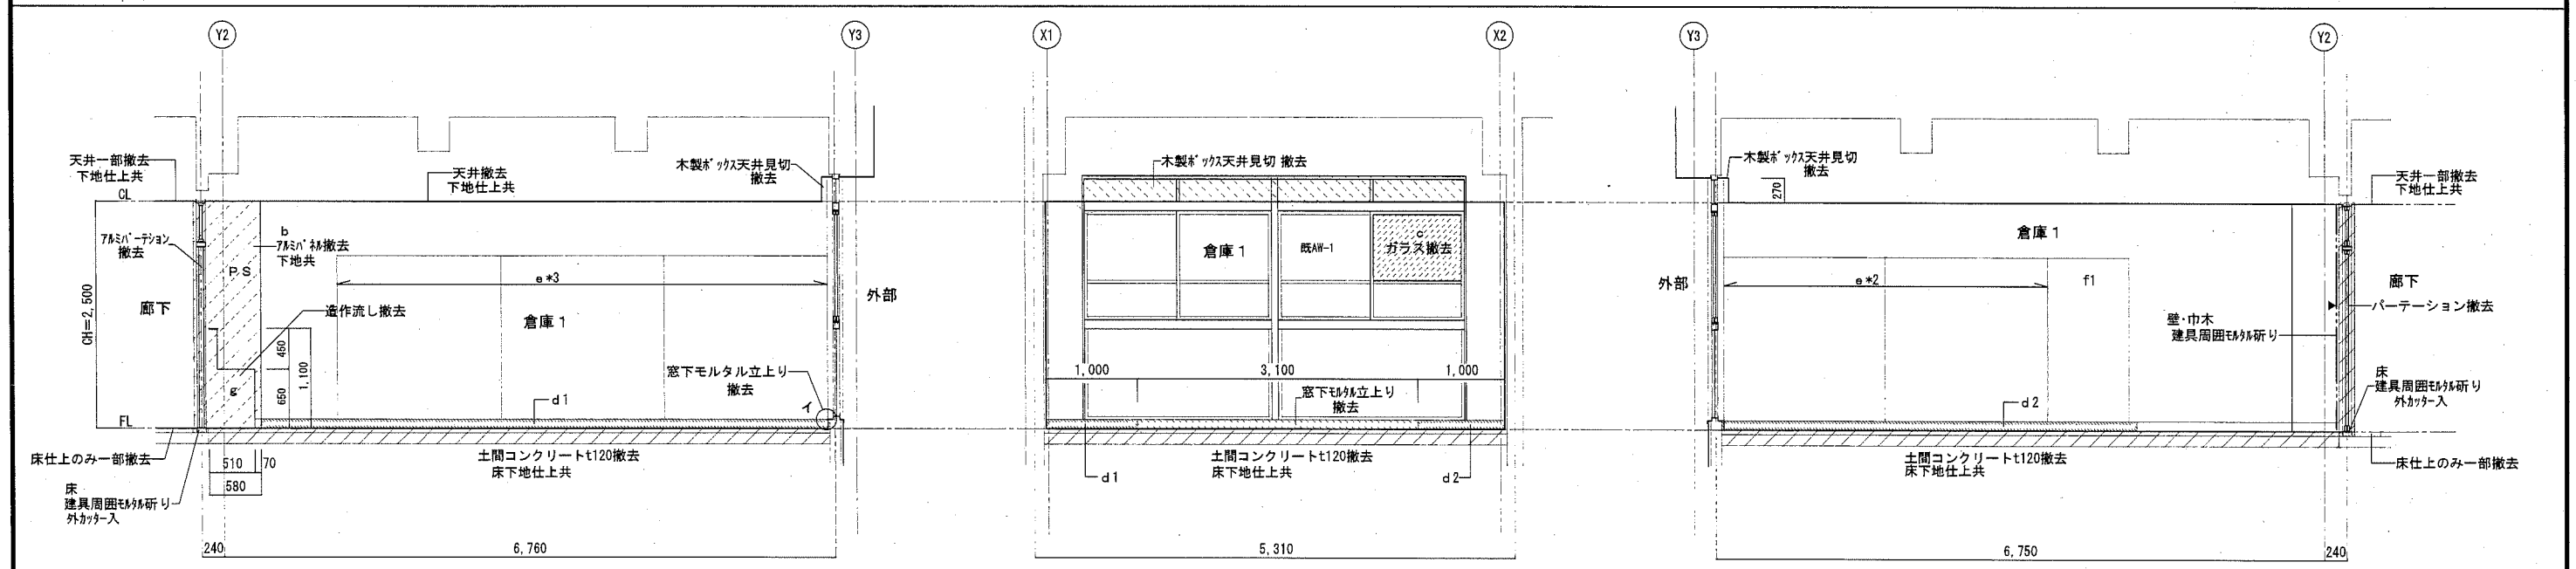 Y2
Y3
X1
X2
Y3
Y2
天井一部撤去
下地仕上共
CL
天井撤去
下地仕上共
木製ボックス天井見切
撤去
アルミパーテション
撤去
b
アルミパネル撤去
下地共
PS
CH=2,500
廊下
造作流し撤去
e*3
倉庫1
外部
450
650
1,100
g
窓下モルタル立上り
撤去
イ
d1
FL
床仕上のみ一部撤去
510
70
580
床
建具周囲モルタル斫り
外カッター入
土間コンクリートt120撤去
床下地仕上共
240
6,760
木製ボックス天井見切 撤去
倉庫1
既AW-1
c
ガラス撤去
1,000
3,100
1,000
窓下モルタル立上り
撤去
d1
土間コンクリートt120撤去
床下地仕上共
d2
5,310
木製ボックス天井見切
撤去
270
天井一部撤去
下地仕上共
倉庫1
外部
e*2
f1
廊下
パーテーション撤去
壁・巾木
建具周囲モルタル斫り
床
建具周囲モルタル斫り
外カッター入
d2
土間コンクリートt120撤去
床下地仕上共
床仕上のみ一部撤去
6,750
240